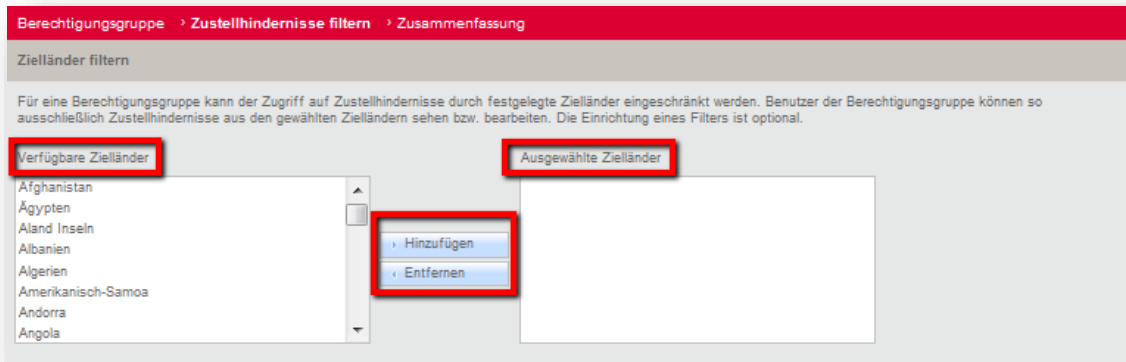 Berechtigungsgruppe › Zustellhindernisse filtern › Zusammenfassung
Zielländer filtern
Für eine Berechtigungsgruppe kann der Zugriff auf Zustellhindernisse durch festgelegte Zielländer eingeschränkt werden. Benutzer der Berechtigungsgruppe können so
ausschließlich Zustellhindernisse aus den gewählten Zielländern sehen bzw. bearbeiten. Die Einrichtung eines Filters ist optional.
Verfügbare Zielländer
Afghanistan
Ägypten
Aland Inseln
Albanien
Algerien
Amerikanisch-Samoa
Andorra
Angola
› Hinzufügen
‹ Entfernen
Ausgewählte Zielländer